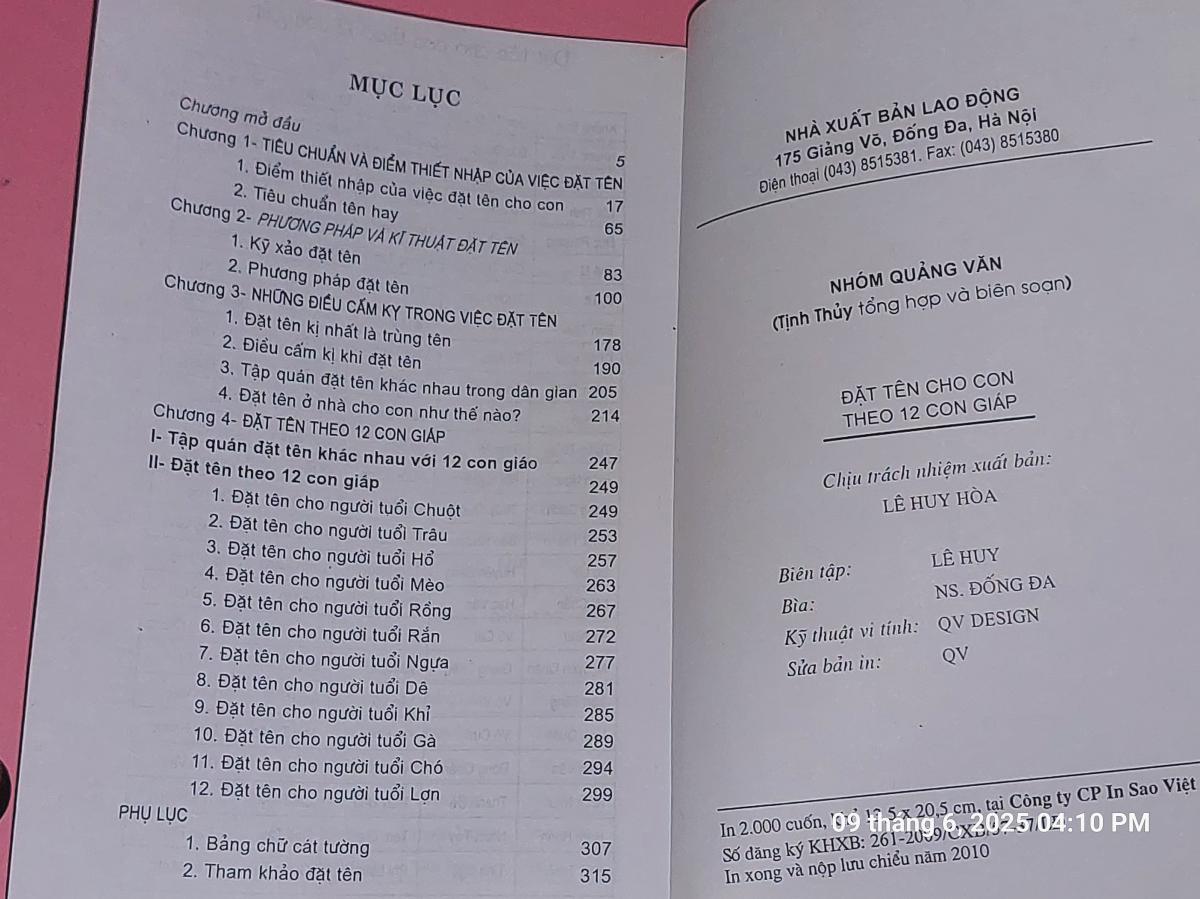 MỤC LỤC
Chương mở đầu 5
Chương 1- TIÊU CHUẨN VÀ ĐIỂM THIẾT NHẬP CỦA VIỆC ĐẶT TÊN
1. Điểm thiết nhập của việc đặt tên cho con 17
2. Tiêu chuẩn tên hay 65
Chương 2- PHƯƠNG PHÁP VÀ KĨ THUẬT ĐẶT TÊN
1. Kỹ xảo đặt tên 83
2. Phương pháp đặt tên 100
Chương 3- NHỮNG ĐIỀU CẤM KỴ TRONG VIỆC ĐẶT TÊN
1. Đặt tên kị nhất là trùng tên 178
2. Điều cấm kị khi đặt tên 190
3. Tập quán đặt tên khác nhau trong dân gian 205
4. Đặt tên ở nhà cho con như thế nào? 214
Chương 4- ĐẶT TÊN THEO 12 CON GIÁP
I- Tập quán đặt tên khác nhau với 12 con giáo 247
II- Đặt tên theo 12 con giáp 249
1. Đặt tên cho người tuổi Chuột 249
2. Đặt tên cho người tuổi Trâu 253
3. Đặt tên cho người tuổi Hổ 257
4. Đặt tên cho người tuổi Mèo 263
5. Đặt tên cho người tuổi Rồng 267
6. Đặt tên cho người tuổi Rắn 272
7. Đặt tên cho người tuổi Ngựa 277
8. Đặt tên cho người tuổi Dê 281
9. Đặt tên cho người tuổi Khỉ 285
10. Đặt tên cho người tuổi Gà 289
11. Đặt tên cho người tuổi Chó 294
12. Đặt tên cho người tuổi Lợn 299
PHỤ LỤC
1. Bảng chữ cát tường 307
2. Tham khảo đặt tên 315
NHÀ XUẤT BẢN LAO ĐỘNG
175 Giảng Võ, Đống Đa, Hà Nội
Điện thoại (043) 8515381. Fax: (043) 8515380
NHÓM QUẢNG VĂN
(Tịnh Thủy tổng hợp và biên soạn)
ĐẶT TÊN CHO CON
THEO 12 CON GIÁP
Chịu trách nhiệm xuất bản:
LÊ HUY HÒA
Biên tập: LÊ HUY
Bìa: NS. ĐỐNG ĐA
Kỹ thuật vi tính: QV DESIGN
Sửa bản in: QV
In 2.000 cuốn, x 20,5 cm, tại Công ty CP In Sao Việt
Số đăng ký KHXB:
In xong và nộp lưu chiểu năm 2010
09 tháng 6, 2025 04:10 PM